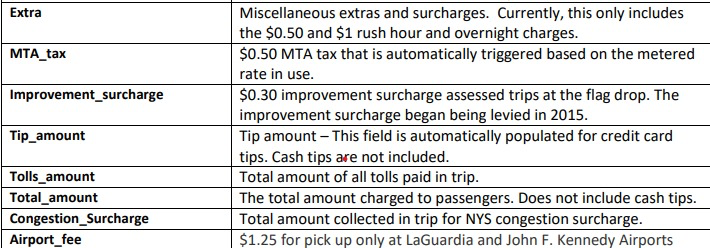 Extra Miscellaneous extras and surcharges. Currently, this only includes
the $0.50 and $1 rush hour and overnight charges.
MTA_tax $0.50 MTA tax that is automatically triggered based on the metered
rate in use.
Improvement_surcharge $0.30 improvement surcharge assessed trips at the flag drop. The
improvement surcharge began being levied in 2015.
Tip_amount Tip amount – This field is automatically populated for credit card
tips. Cash tips are not included.
Tolls_amount Total amount of all tolls paid in trip.
Total_amount The total amount charged to passengers. Does not include cash tips.
Congestion_Surcharge Total amount collected in trip for NYS congestion surcharge.
Airport_fee $1.25 for pick up only at LaGuardia and John F. Kennedy Airports